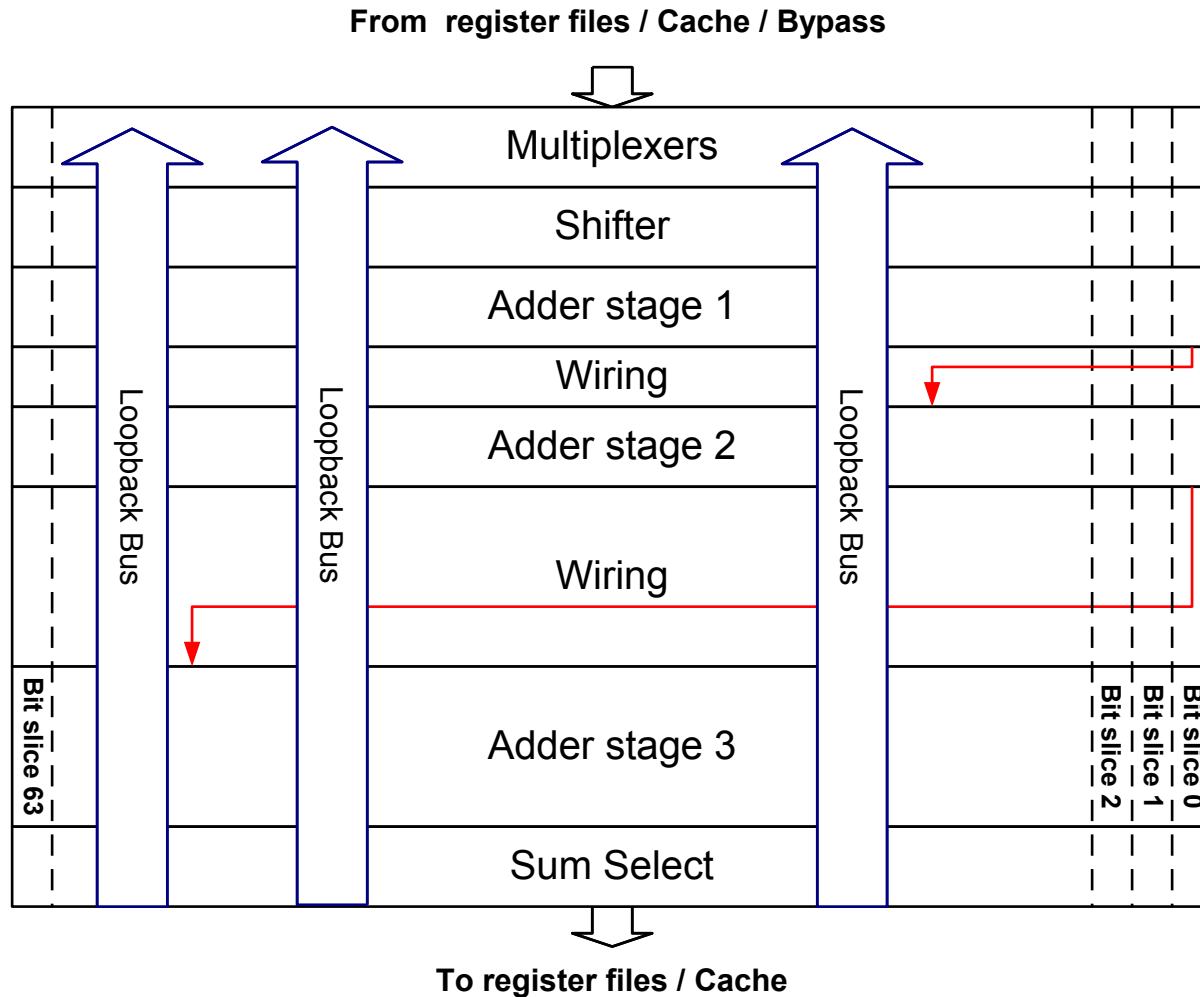 From register files / Cache / Bypass
Multiplexers
Shifter
Adder stage 1
Wiring
Loopback Bus
Loopback Bus
Loopback Bus
Adder stage 2
Wiring
Bit slice 63
Adder stage 3
Bit slice 2
Bit slice 1
Bit slice 0
Sum Select
To register files / Cache